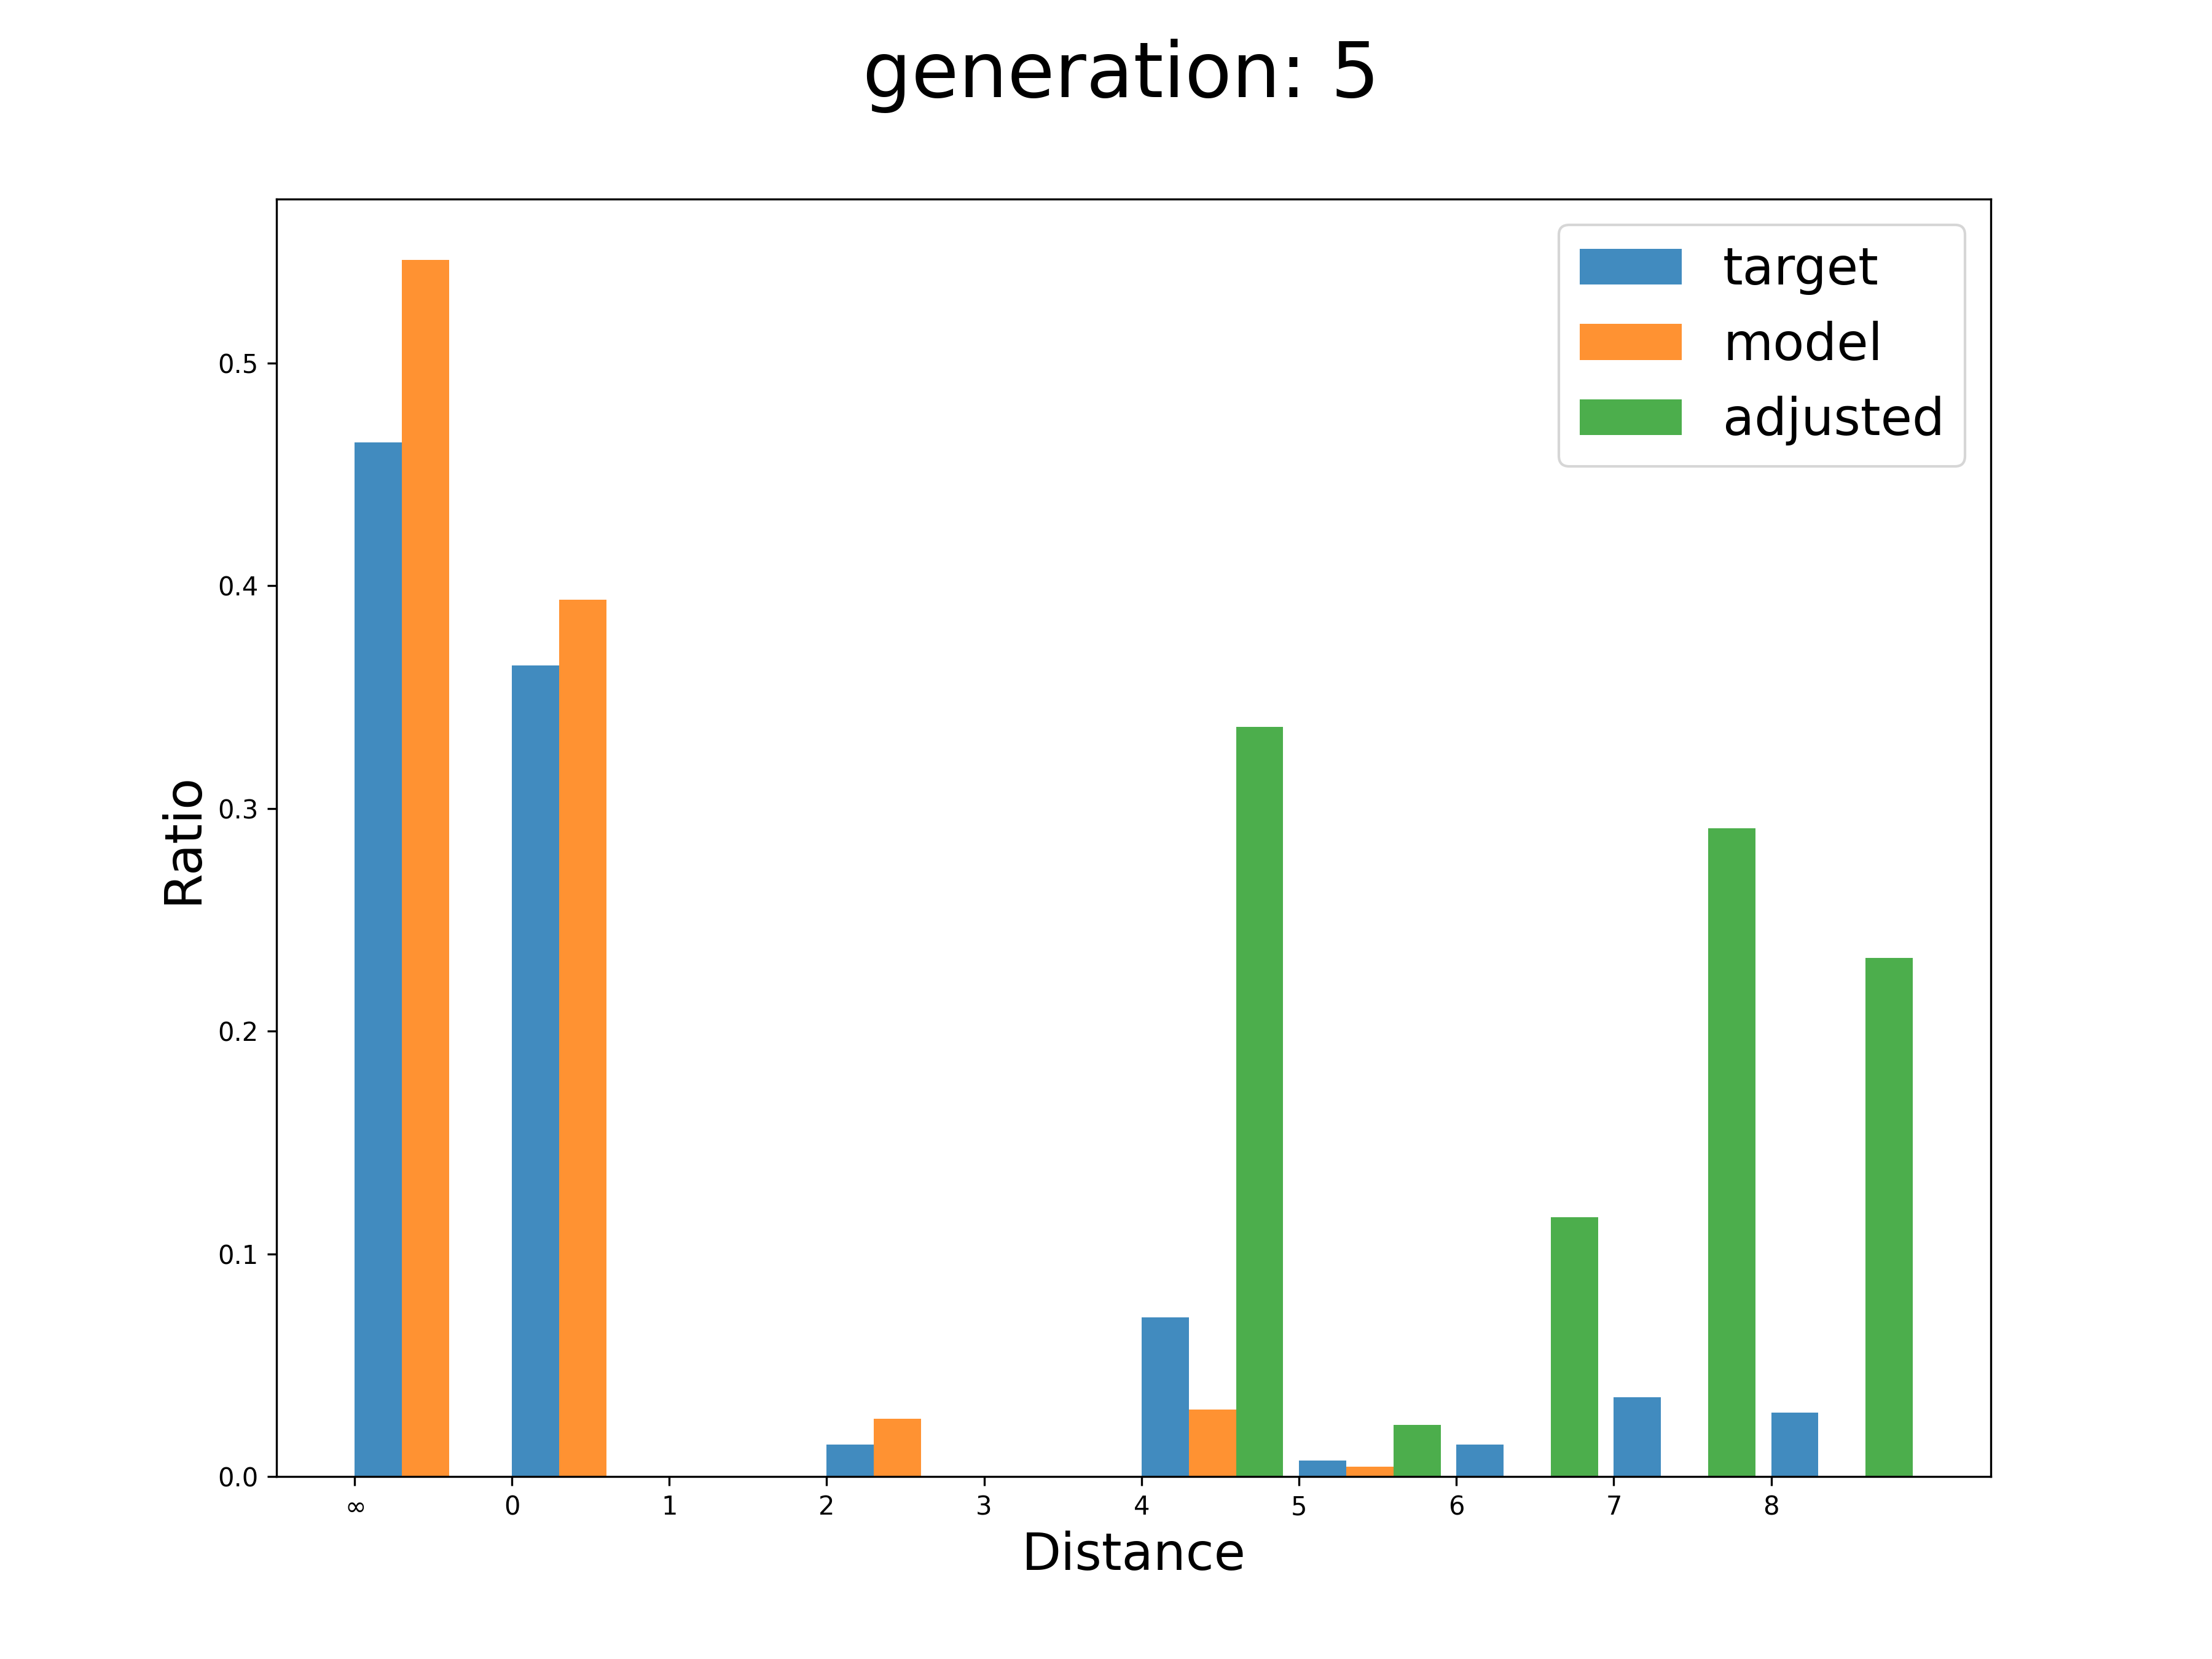 generation: 5
target
model
adjusted
Ratio
0.5
0.4
0.3
0.2
0.1
0.0
∞ 0 1 2 3 4 5 6 7 8
Distance